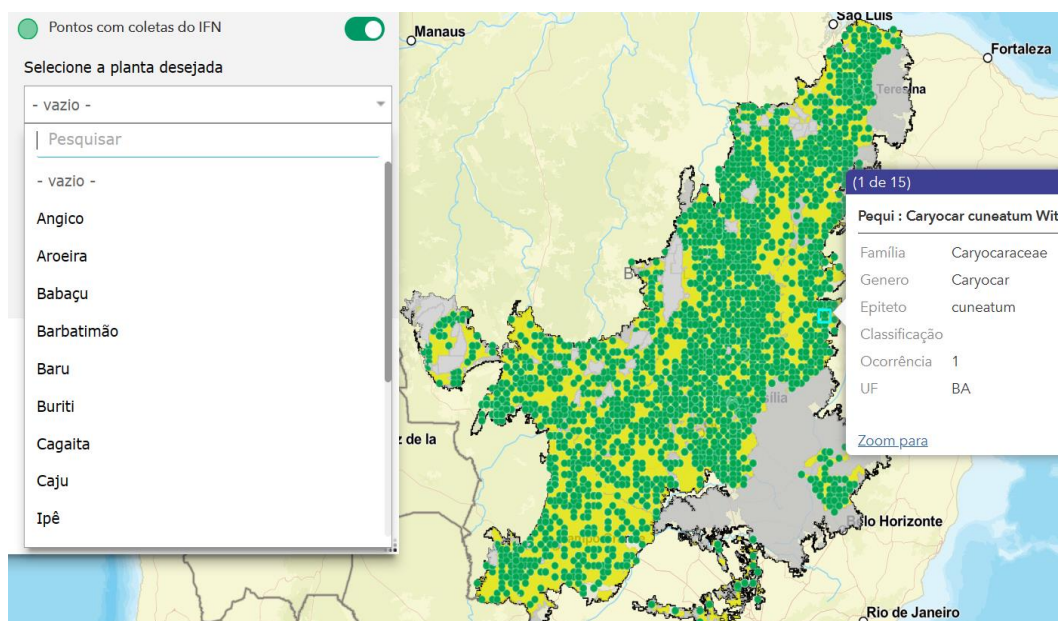 Pontos com coletas do IFN
Selecione a planta desejada
- vazio -
Pesquisar
- vazio -
Angico
Aroeira
Babaçu
Barbatimão
Baru
Buriti
Cagaita
Caju
Ipê
São Luís
Manaus
Fortaleza
Teresina
(1 de 15)
Pequi : Caryocar cuneatum Wit
Família Caryocaraceae
Genero Caryocar
Epiteto cuneatum
Classificação
Ocorrência 1
UF BA
Zoom para
z de la
Belo Horizonte
Rio de Janeiro